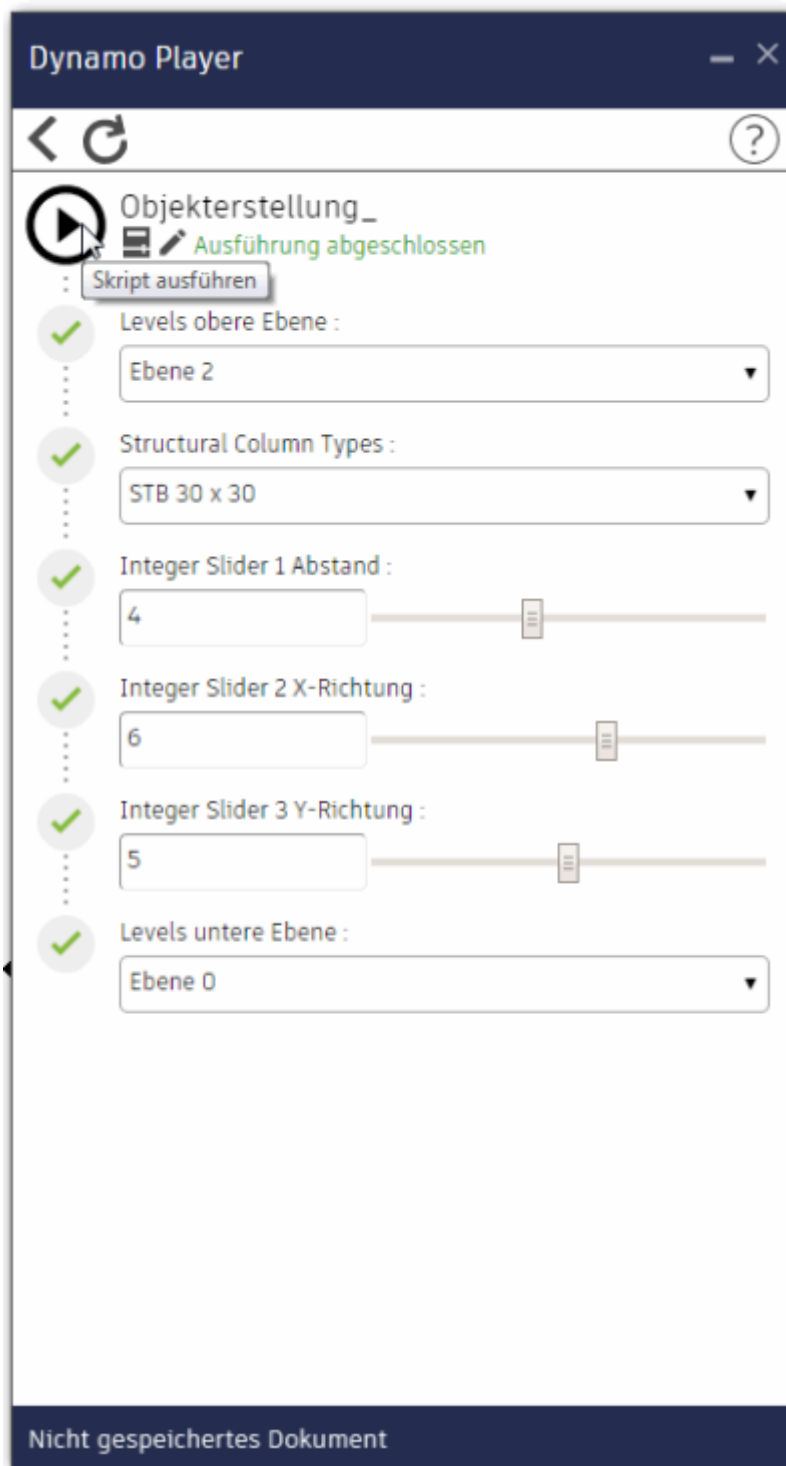 Dynamo Player
Objekterstellung_
Ausführung abgeschlossen
Skript ausführen
Levels obere Ebene :
Ebene 2
Structural Column Types :
STB 30 x 30
Integer Slider 1 Abstand :
4
Integer Slider 2 X-Richtung :
6
Integer Slider 3 Y-Richtung :
5
Levels untere Ebene :
Ebene 0
Nicht gespeichertes Dokument